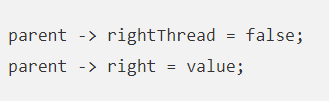 parent -> rightThread = false;
parent -> right = value;